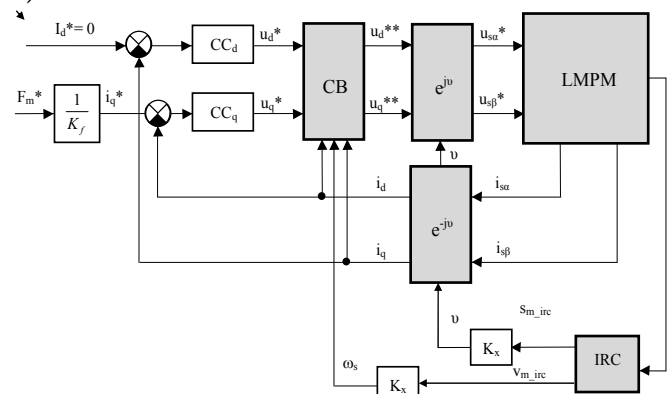 I_d*= 0
CC_d
u_d*
u_d**
u_sα*
CB
e^jυ
LMPM
F_m*
1
K_f
i_q*
CC_q
u_q*
u_q**
u_sβ*
υ
i_d
i_sα
e^-jυ
i_q
i_sβ
s_m_irc
υ
K_x
IRC
v_m_irc
ω_s
K_x